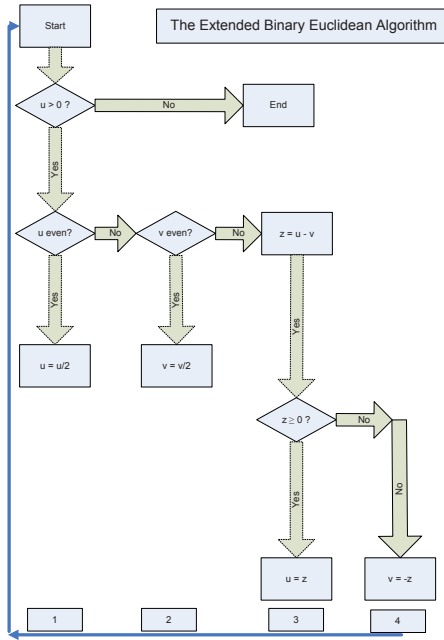 The Extended Binary Euclidean Algorithm
Start
u > 0 ?
No
End
Yes
u even?
No
v even?
No
z = u - v
Yes
Yes
Yes
u = u/2
v = v/2
z ≥ 0 ?
No
Yes
No
u = z
v = -z
1
2
3
4